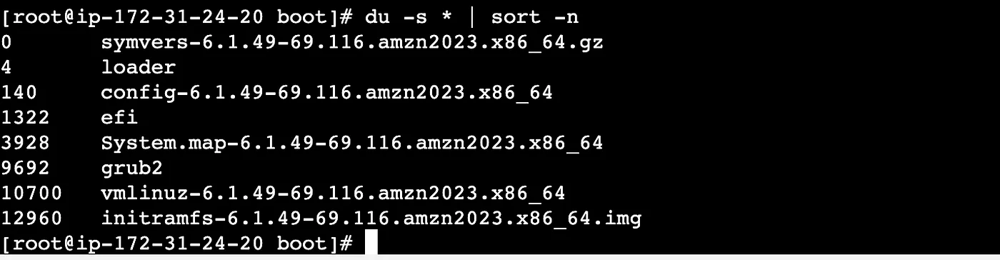 [root@ip-172-31-24-20 boot]# du -s * | sort -n
0       symvers-6.1.49-69.116.amzn2023.x86_64.gz
4       loader
140     config-6.1.49-69.116.amzn2023.x86_64
1322    efi
3928    System.map-6.1.49-69.116.amzn2023.x86_64
9692    grub2
10700   vmlinuz-6.1.49-69.116.amzn2023.x86_64
12960   initramfs-6.1.49-69.116.amzn2023.x86_64.img
[root@ip-172-31-24-20 boot]#